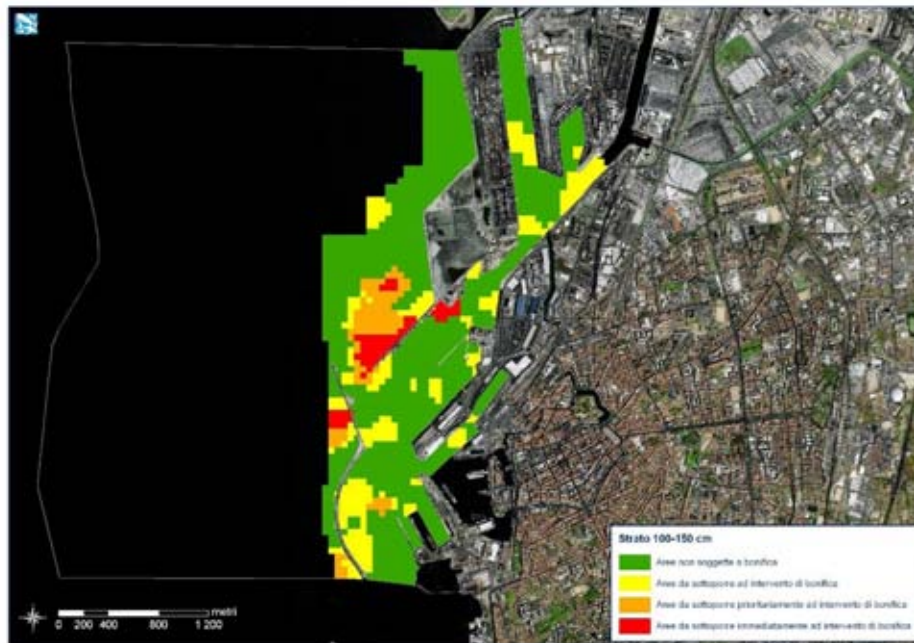 metri
0 200 400 800 1 200
Strato 100-150 cm
Aree non soggette a bonifica
Aree da sottoporre ad intervento di bonifica
Aree da sottoporre prioritariamente ad intervento di bonifica
Aree da sottoporre immediatamente ad intervento di bonifica